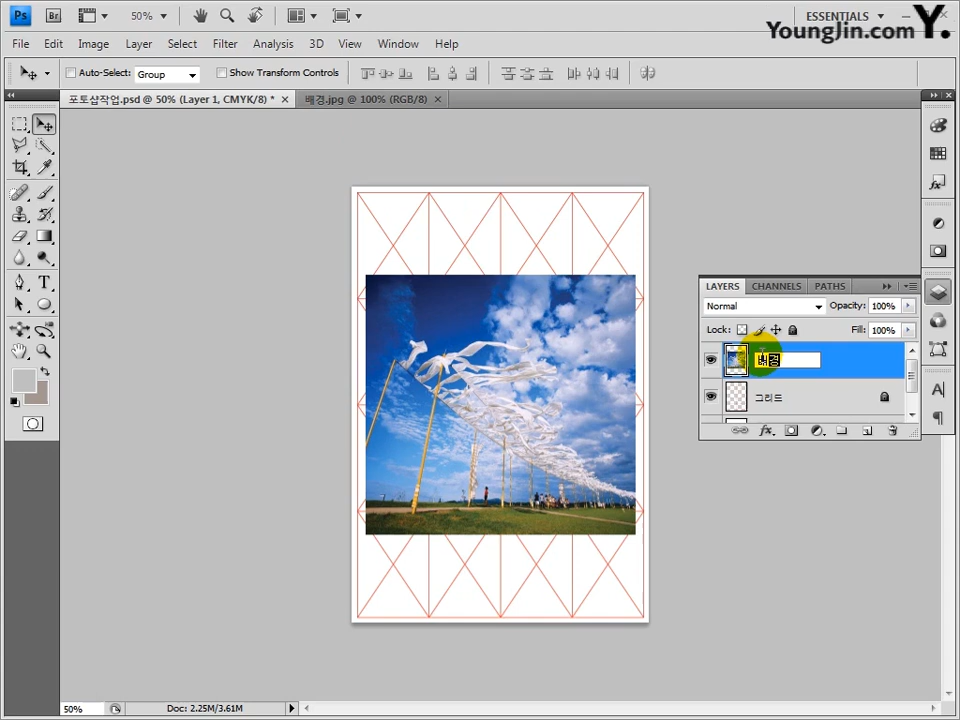 Ps Br 50% ESSENTIALS
YoungJin.com Y.
File Edit Image Layer Select Filter Analysis 3D View Window Help
Auto-Select: Group Show Transform Controls
포토샵작업.psd @ 50% (Layer 1, CMYK/8) * × 배경.jpg @ 100% (RGB/8) ×
LAYERS CHANNELS PATHS
Normal Opacity: 100%
Lock: Fill: 100%
배경
그리드
50% Doc: 2.25M/3.61M